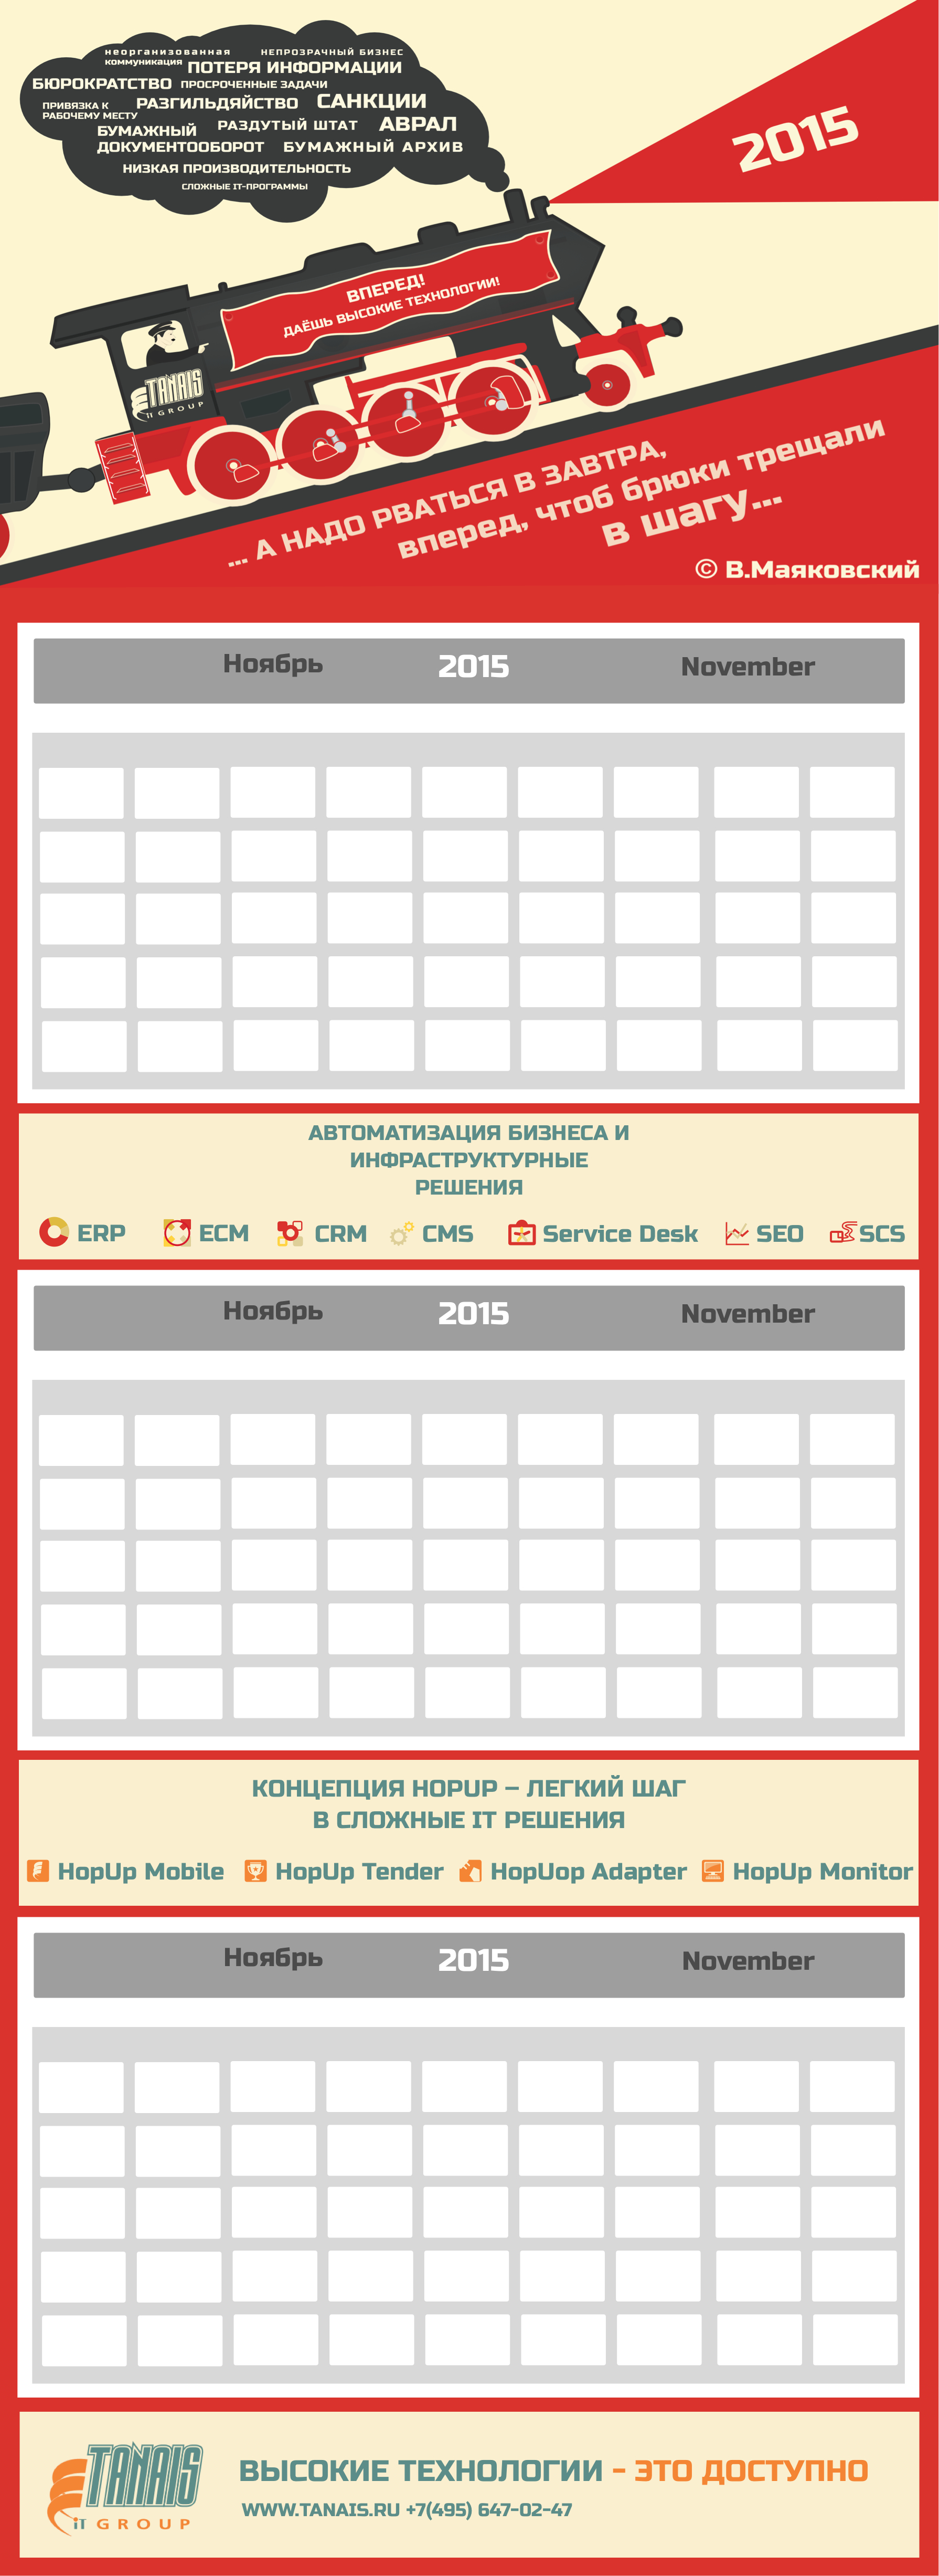 неорганизованная
коммуникация
НЕПРОЗРАЧНЫЙ БИЗНЕС
ПОТЕРЯ ИНФОРМАЦИИ
БЮРОКРАТСТВО ПРОСРОЧЕННЫЕ ЗАДАЧИ
ПРИВЯЗКА К
РАБОЧЕМУ МЕСТУ
РАЗГИЛЬДЯЙСТВО САНКЦИИ
БУМАЖНЫЙ
ДОКУМЕНТООБОРОТ
РАЗДУТЫЙ ШТАТ АВРАЛ
БУМАЖНЫЙ АРХИВ
НИЗКАЯ ПРОИЗВОДИТЕЛЬНОСТЬ
СЛОЖНЫЕ IT-ПРОГРАММЫ
2015
ВПЕРЕД!
ДАЁШЬ ВЫСОКИЕ ТЕХНОЛОГИИ!
TANAIS
iT GROUP
... А НАДО РВАТЬСЯ В ЗАВТРА,
вперед, чтоб брюки трещали
в шагу...
© В.Маяковский
Ноябрь 2015 November
АВТОМАТИЗАЦИЯ БИЗНЕСА И
ИНФРАСТРУКТУРНЫЕ
РЕШЕНИЯ
ERP ECM CRM CMS Service Desk SEO SCS
Ноябрь 2015 November
КОНЦЕПЦИЯ HOPUP – ЛЕГКИЙ ШАГ
В СЛОЖНЫЕ IT РЕШЕНИЯ
HopUp Mobile HopUp Tender HopUop Adapter HopUp Monitor
Ноябрь 2015 November
TANAIS
iT GROUP
ВЫСОКИЕ ТЕХНОЛОГИИ - ЭТО ДОСТУПНО
WWW.TANAIS.RU +7(495) 647-02-47